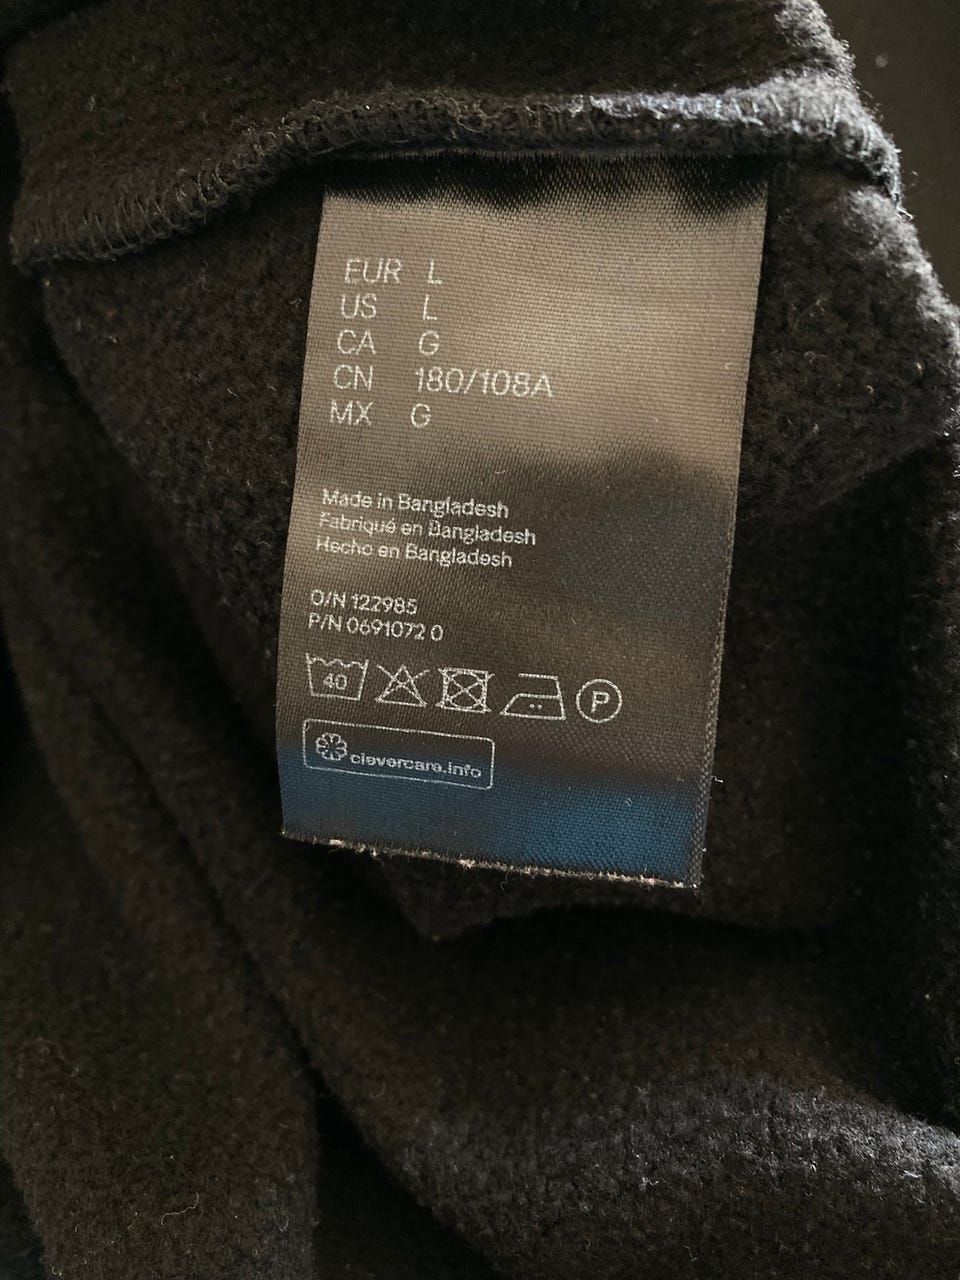 EUR L
US L
CA G
CN 180/108A
MX G
Made in Bangladesh
Fabriqué en Bangladesh
Hecho en Bangladesh
O/N 122985
P/N 0691072 0
40
P
clevercare.info